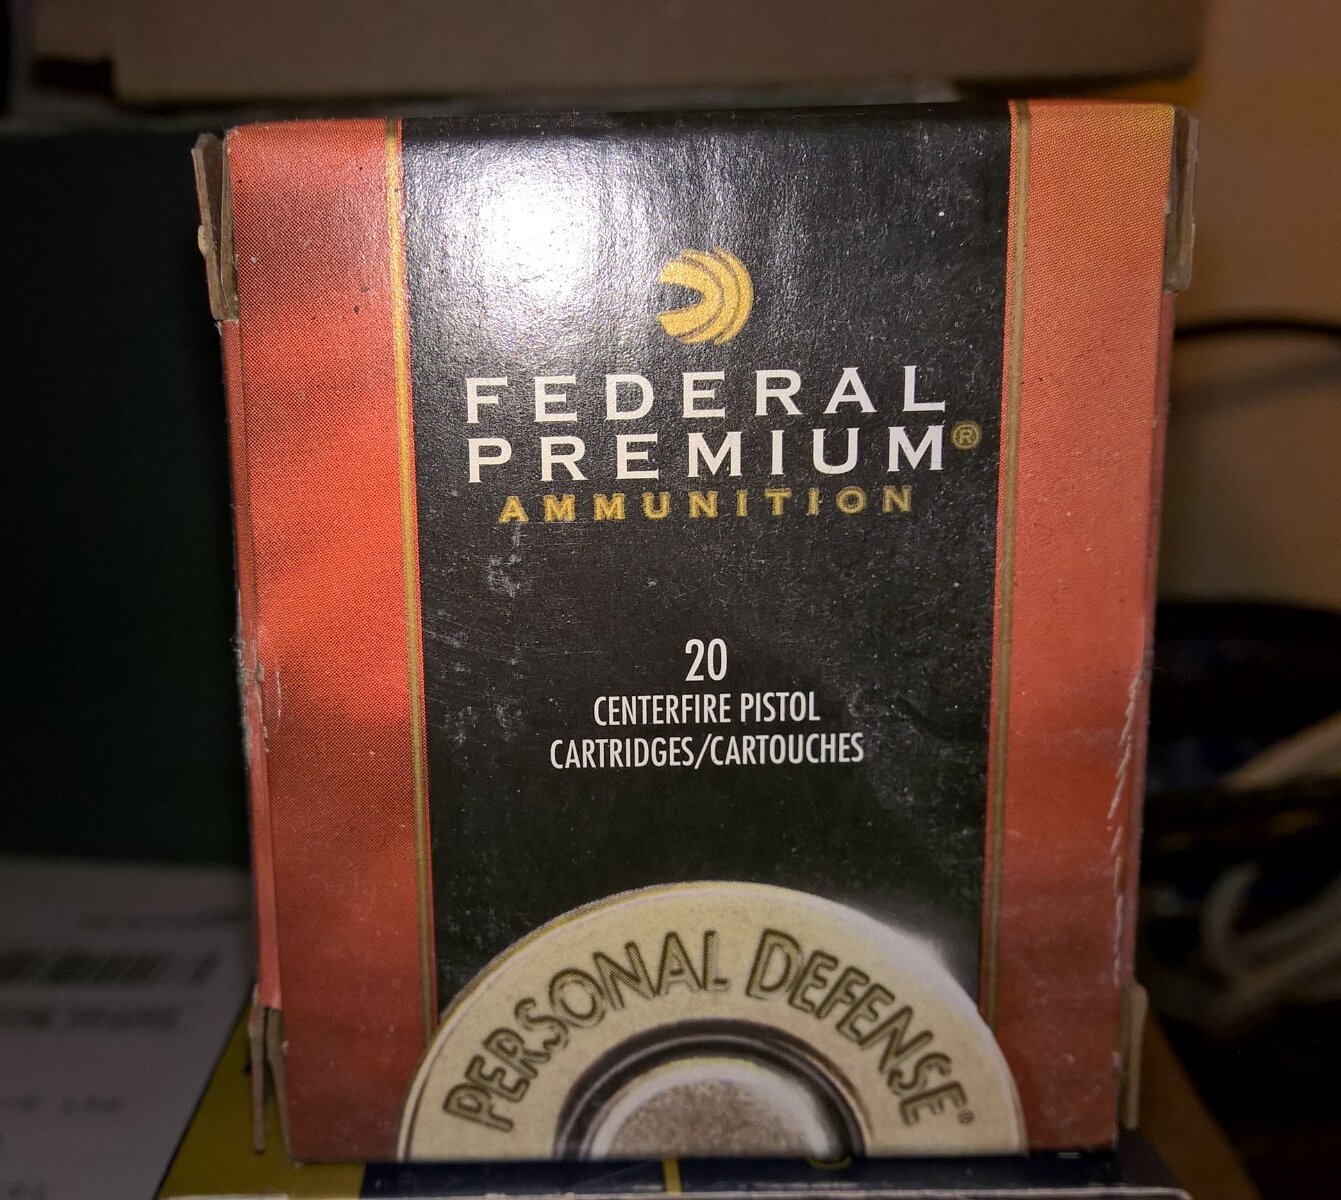 FEDERAL
PREMIUM®
AMMUNITION
20
CENTERFIRE PISTOL
CARTRIDGES/CARTOUCHES
PERSONAL DEFENSE®